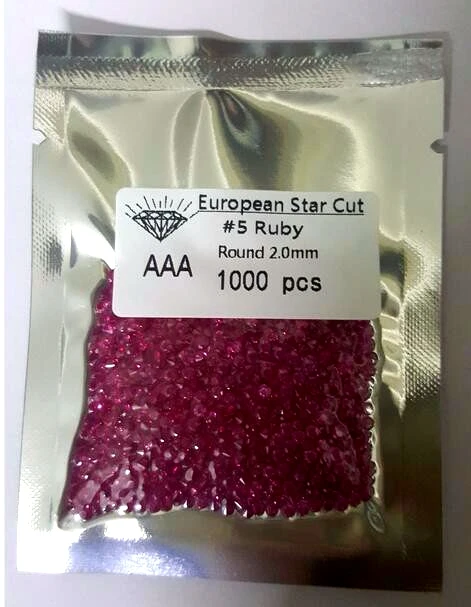 European Star Cut
#5 Ruby
Round 2.0mm
AAA
1000 pcs